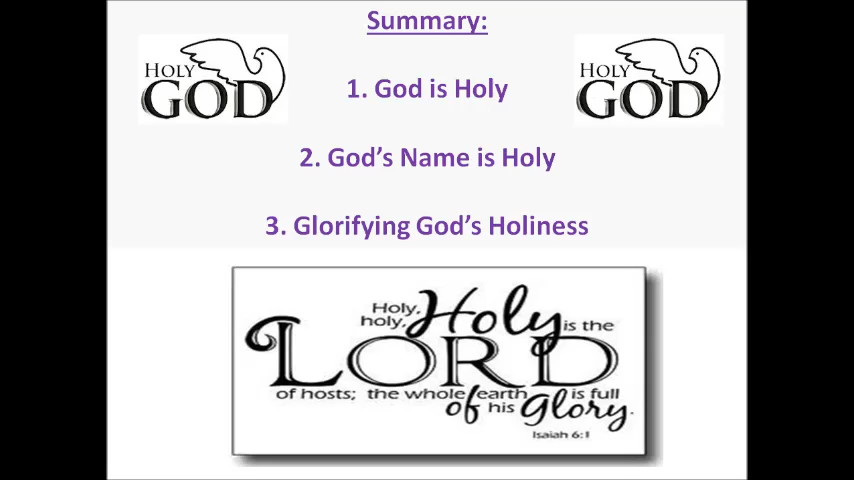 Summary:
HOLY
GOD
HOLY
GOD
1. God is Holy
2. God’s Name is Holy
3. Glorifying God’s Holiness
Holy,
holy, Holy is the
LORD
of hosts; the whole earth is full
of his Glory.
Isaiah 6:1